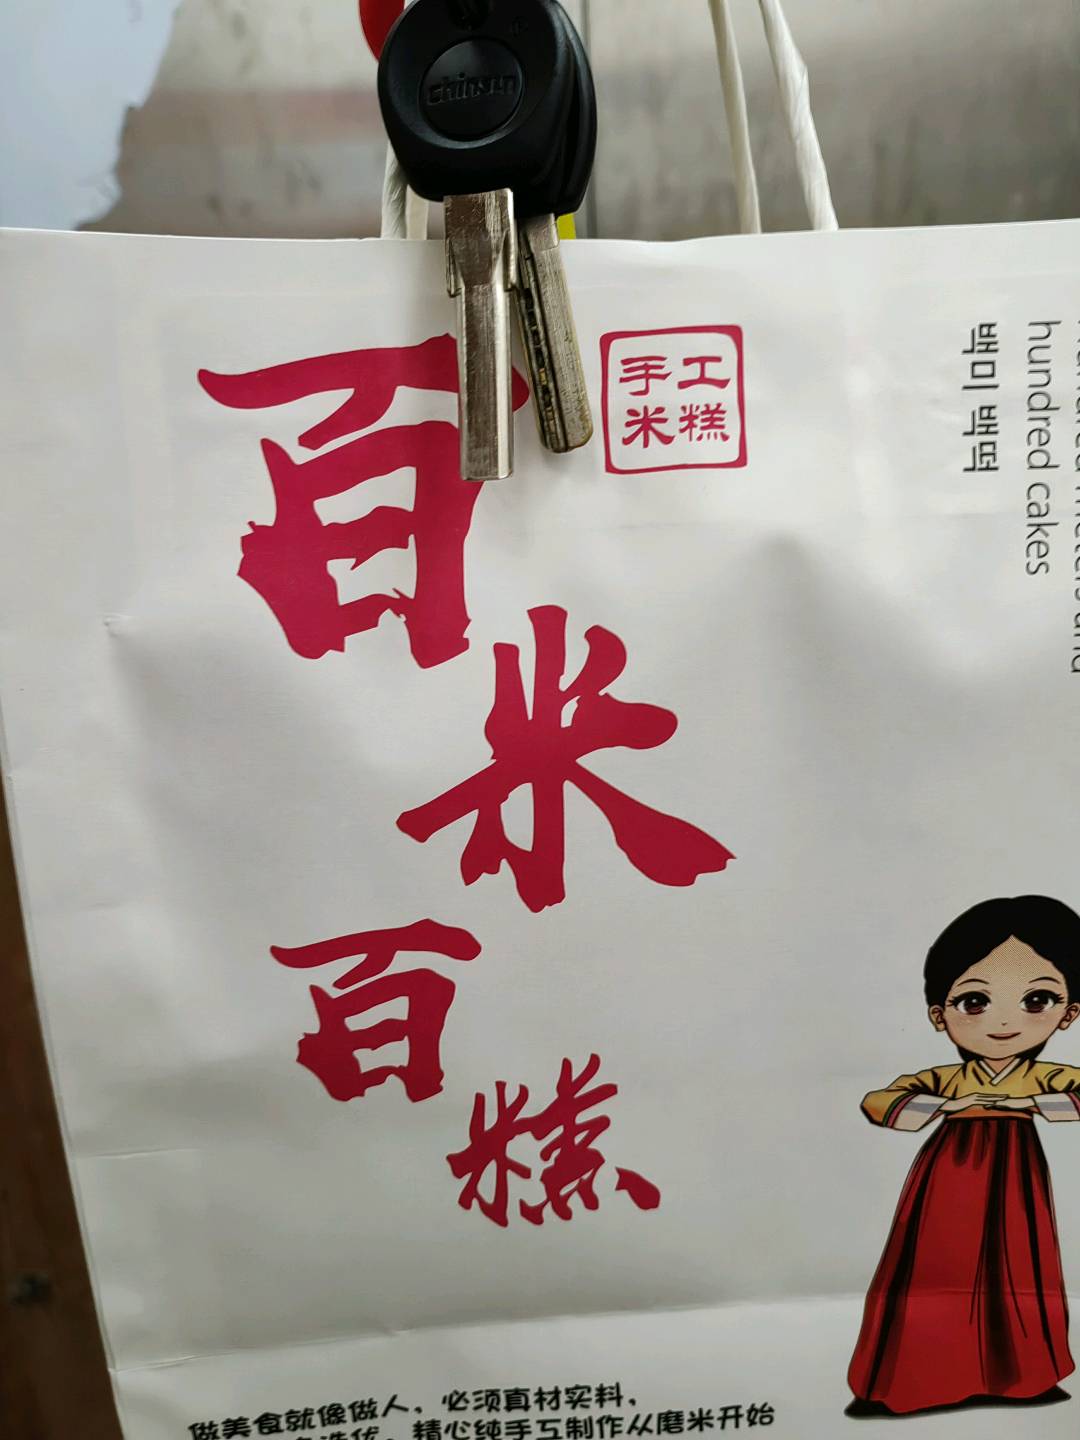 chinsun
百米百糕
手工
米糕
hundred cakes
백미 백떡
做美食就像做人，必须真材实料，
精心纯手工制作从磨米开始